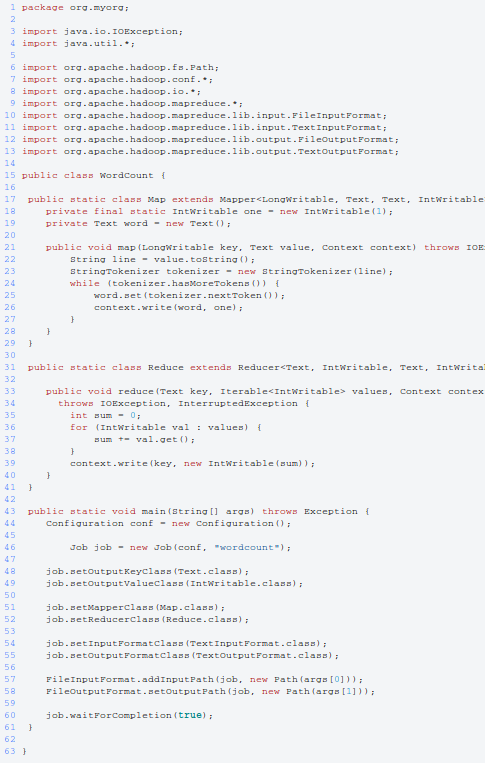 1 package org.myorg;
2
3 import java.io.IOException;
4 import java.util.*;
5
6 import org.apache.hadoop.fs.Path;
7 import org.apache.hadoop.conf.*;
8 import org.apache.hadoop.io.*;
9 import org.apache.hadoop.mapreduce.*;
10 import org.apache.hadoop.mapreduce.lib.input.FileInputFormat;
11 import org.apache.hadoop.mapreduce.lib.input.TextInputFormat;
12 import org.apache.hadoop.mapreduce.lib.output.FileOutputFormat;
13 import org.apache.hadoop.mapreduce.lib.output.TextOutputFormat;
14
15 public class WordCount {
16
17 public static class Map extends Mapper<LongWritable, Text, Text, IntWritable
18 private final static IntWritable one = new IntWritable(1);
19 private Text word = new Text();
20
21 public void map(LongWritable key, Text value, Context context) throws IOE
22 String line = value.toString();
23 StringTokenizer tokenizer = new StringTokenizer(line);
24 while (tokenizer.hasMoreTokens()) {
25 word.set(tokenizer.nextToken());
26 context.write(word, one);
27 }
28 }
29 }
30
31 public static class Reduce extends Reducer<Text, IntWritable, Text, IntWrita
32
33 public void reduce(Text key, Iterable<IntWritable> values, Context contex
34 throws IOException, InterruptedException {
35 int sum = 0;
36 for (IntWritable val : values) {
37 sum += val.get();
38 }
39 context.write(key, new IntWritable(sum));
40 }
41 }
42
43 public static void main(String[] args) throws Exception {
44 Configuration conf = new Configuration();
45
46 Job job = new Job(conf, "wordcount");
47
48 job.setOutputKeyClass(Text.class);
49 job.setOutputValueClass(IntWritable.class);
50
51 job.setMapperClass(Map.class);
52 job.setReducerClass(Reduce.class);
53
54 job.setInputFormatClass(TextInputFormat.class);
55 job.setOutputFormatClass(TextOutputFormat.class);
56
57 FileInputFormat.addInputPath(job, new Path(args[0]));
58 FileOutputFormat.setOutputPath(job, new Path(args[1]));
59
60 job.waitForCompletion(true);
61 }
62
63 }